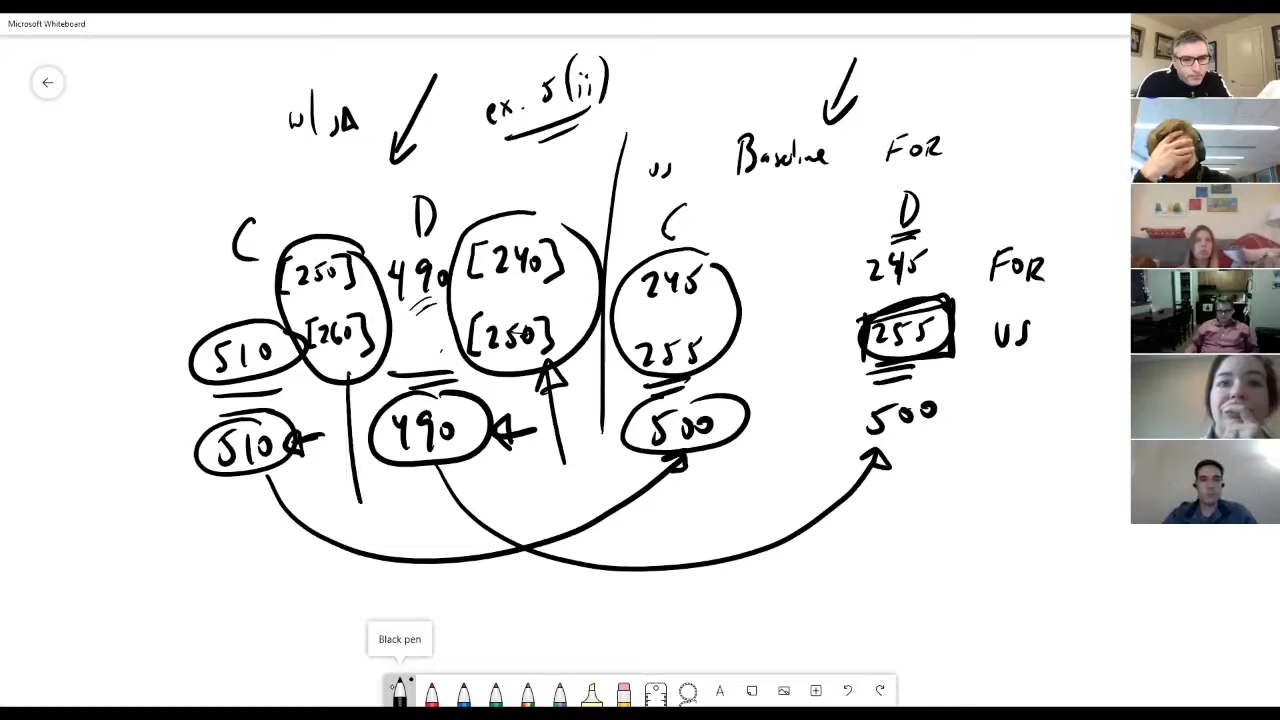 Microsoft Whiteboard
ex. 5(ii)
vs Baseline FOR
C D C D
[250] 490 [240] 245 245 FOR
510 [260] [250] 255 255 US
510 490 500 500
Black pen
A